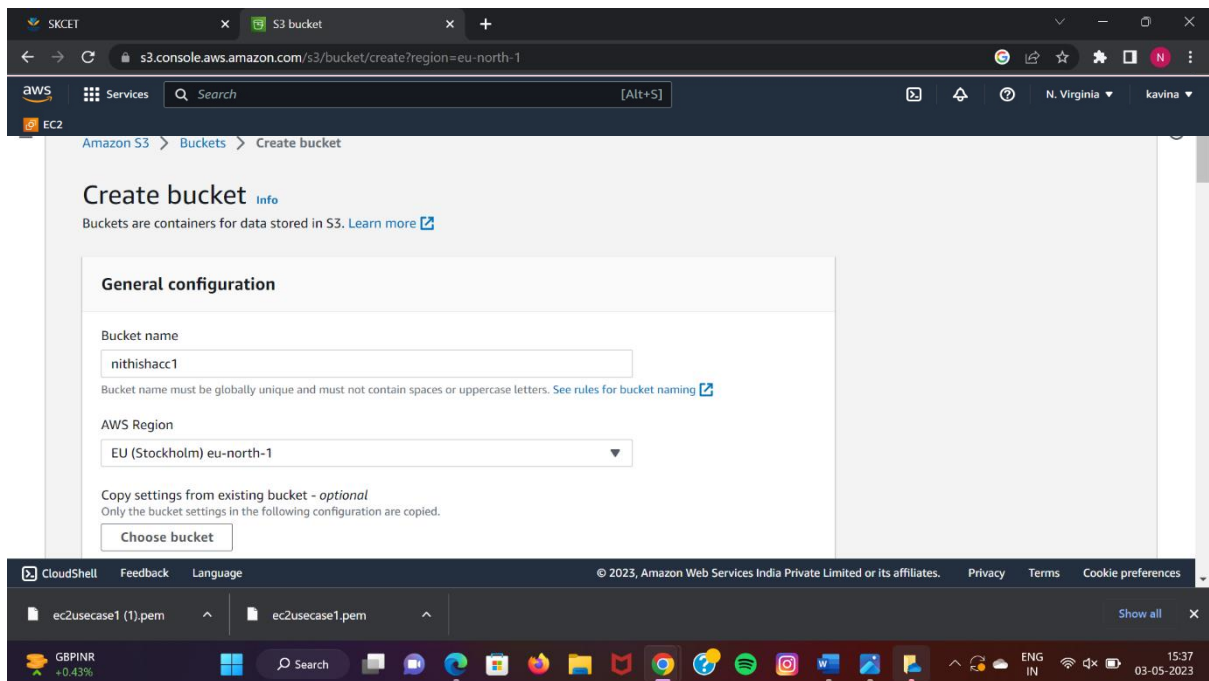 SKCET
S3 bucket
s3.console.aws.amazon.com/s3/bucket/create?region=eu-north-1
N
aws
Services
Search
[Alt+S]
N. Virginia
kavina
EC2
Amazon S3 > Buckets > Create bucket
Create bucket Info
Buckets are containers for data stored in S3. Learn more
General configuration
Bucket name
nithishacc1
Bucket name must be globally unique and must not contain spaces or uppercase letters. See rules for bucket naming
AWS Region
EU (Stockholm) eu-north-1
Copy settings from existing bucket - optional
Only the bucket settings in the following configuration are copied.
Choose bucket
CloudShell Feedback Language © 2023, Amazon Web Services India Private Limited or its affiliates. Privacy Terms Cookie preferences
ec2usecase1 (1).pem
ec2usecase1.pem
Show all
GBPINR
+0.43%
Search
ENG
IN
15:37
03-05-2023